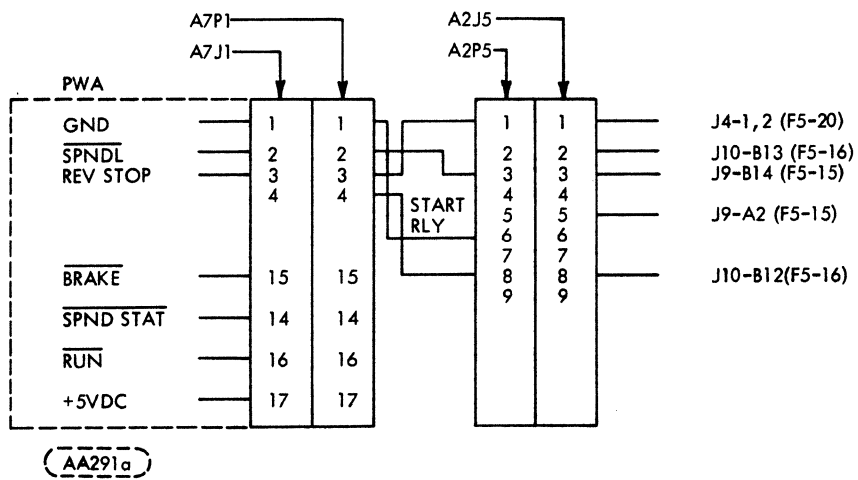 A7P1
A7J1
PWA
GND 1 1
SPNDL 2 2
REV STOP 3 3
4 4
BRAKE 15 15
SPND STAT 14 14
RUN 16 16
+5VDC 17 17
AA291a
START
RLY
A2J5
A2P5
1 1 J4-1,2 (F5-20)
2 2 J10-B13 (F5-16)
3 3 J9-B14 (F5-15)
4 4
5 5 J9-A2 (F5-15)
6 6
7 7
8 8 J10-B12(F5-16)
9 9